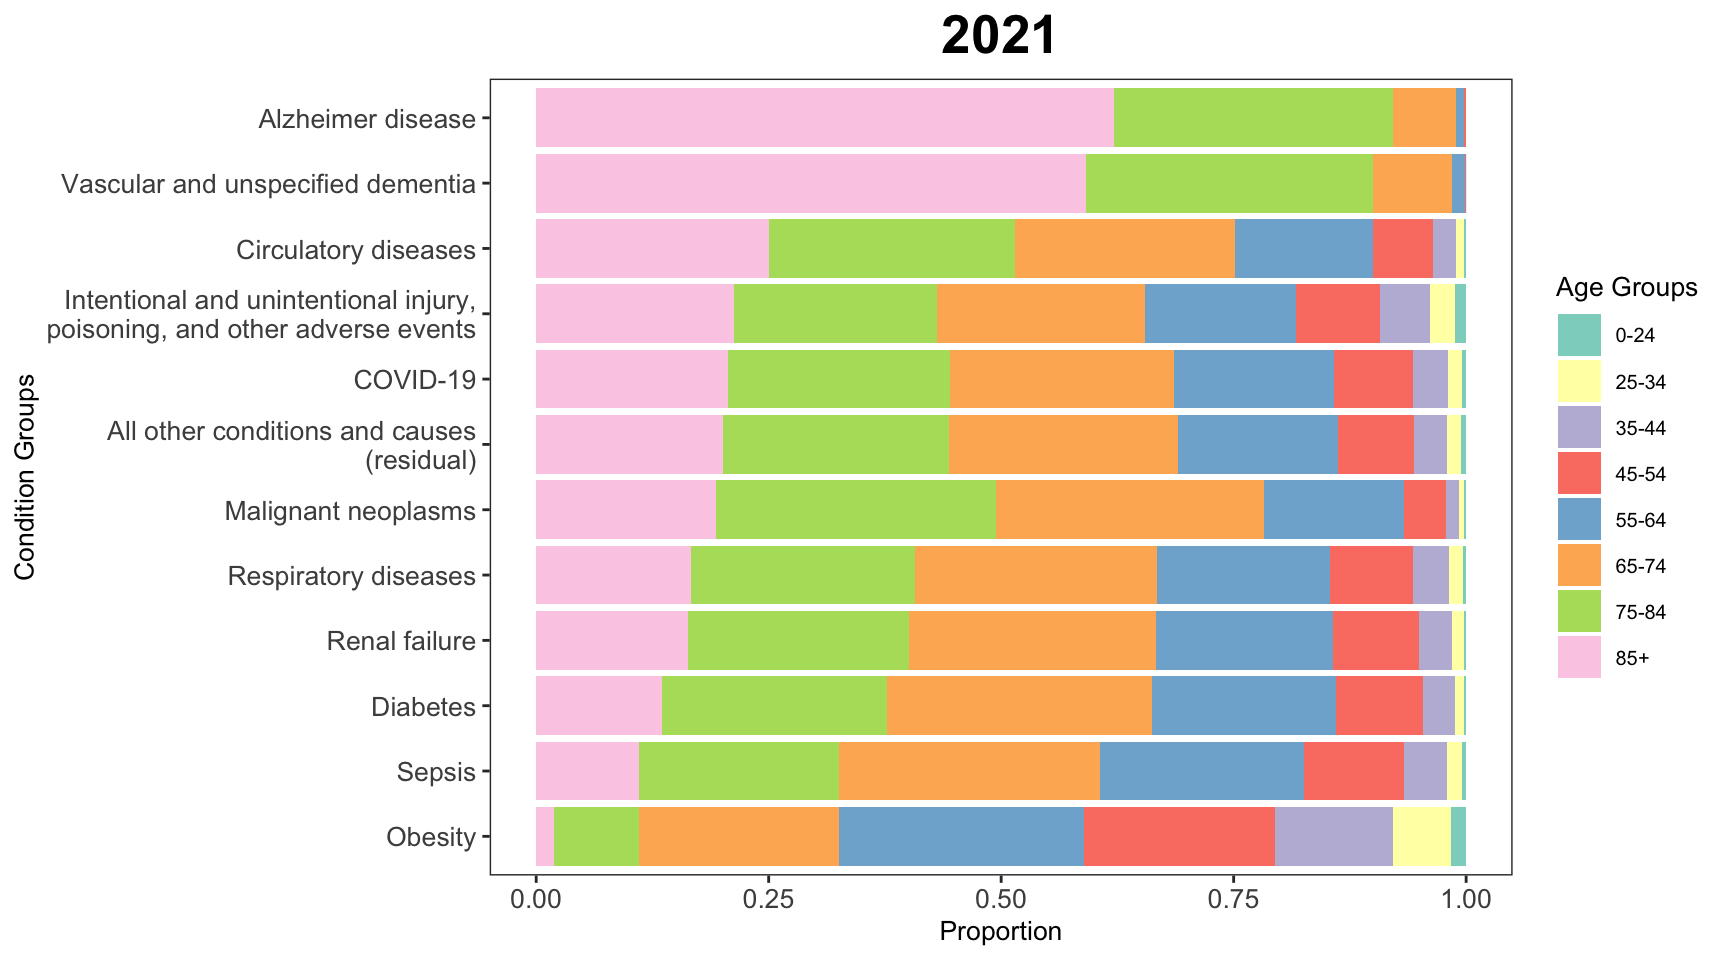 2021
Alzheimer disease
Vascular and unspecified dementia
Circulatory diseases
Intentional and unintentional injury,
poisoning, and other adverse events
COVID-19
All other conditions and causes
(residual)
Malignant neoplasms
Respiratory diseases
Renal failure
Diabetes
Sepsis
Obesity
Condition Groups
0.00 0.25 0.50 0.75 1.00
Proportion
Age Groups
0-24
25-34
35-44
45-54
55-64
65-74
75-84
85+